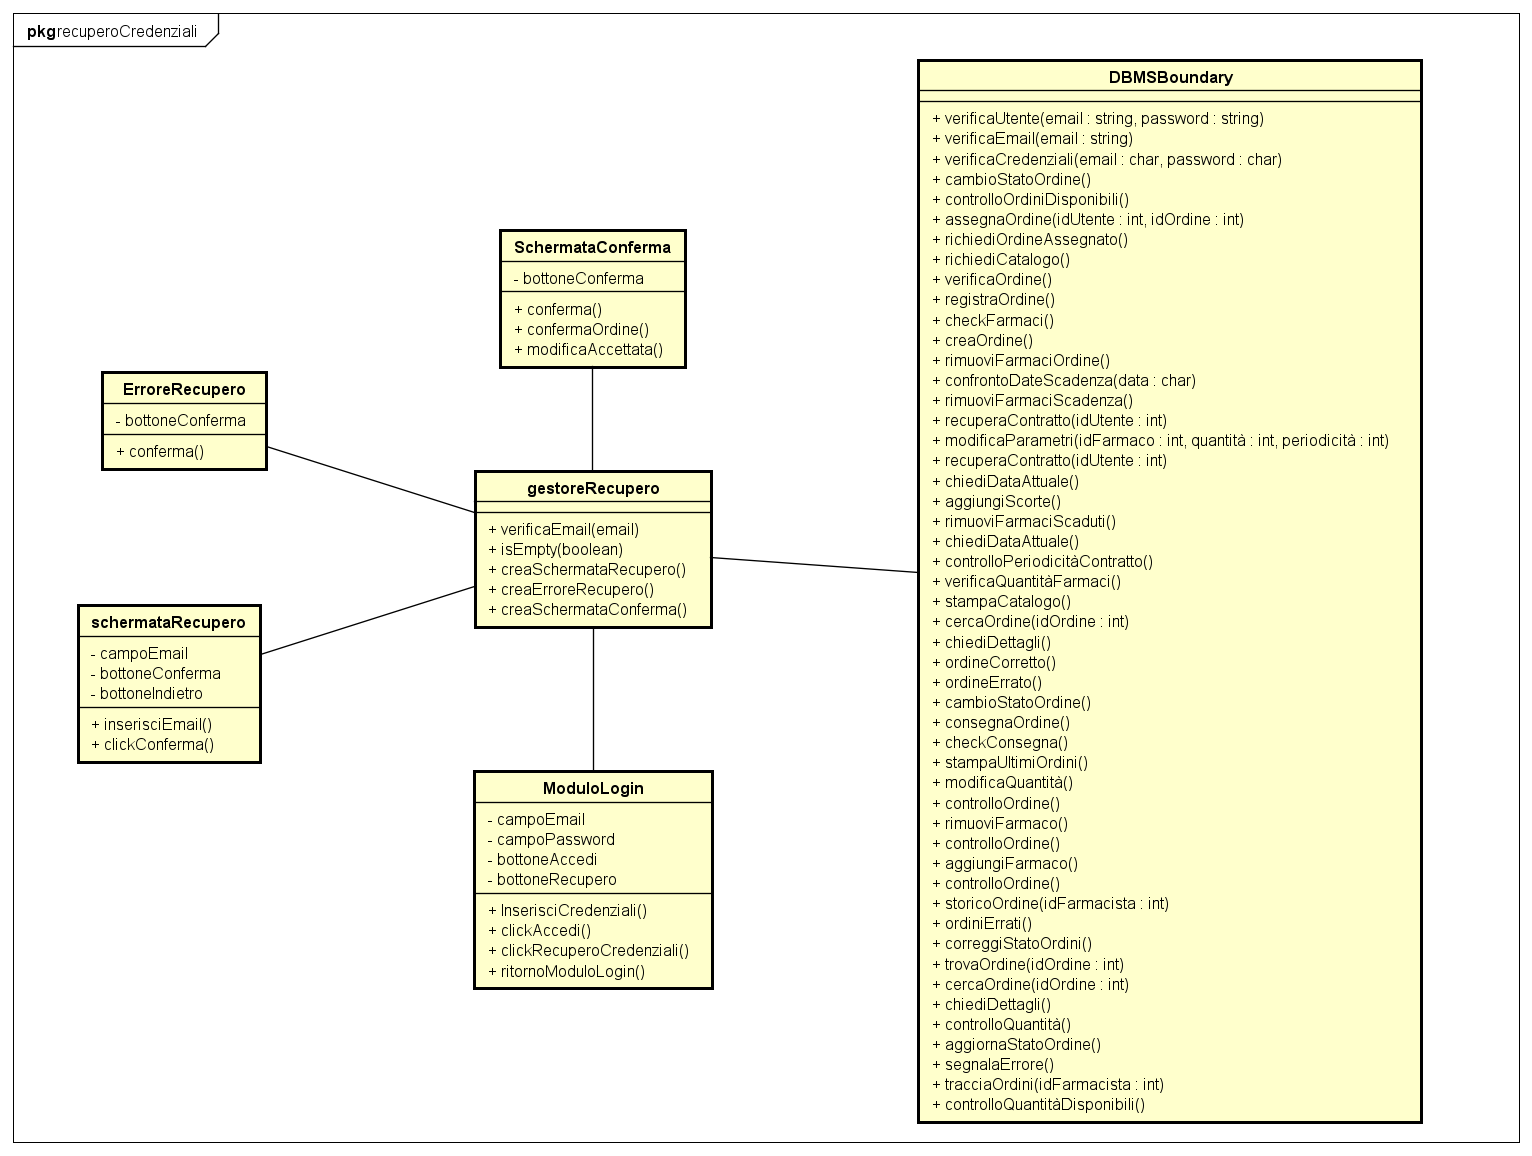 pkg recuperoCredenziali
SchermataConferma
- bottoneConferma
+ conferma()
+ confermaOrdine()
+ modificaAccettata()
ErroreRecupero
- bottoneConferma
+ conferma()
gestoreRecupero
+ verificaEmail(email)
+ isEmpty(boolean)
+ creaSchermataRecupero()
+ creaErroreRecupero()
+ creaSchermataConferma()
schermataRecupero
- campoEmail
- bottoneConferma
- bottoneIndietro
+ inserisciEmail()
+ clickConferma()
ModuloLogin
- campoEmail
- campoPassword
- bottoneAccedi
- bottoneRecupero
+ InserisciCredenziali()
+ clickAccedi()
+ clickRecuperoCredenziali()
+ ritornoModuloLogin()
DBMSBoundary
+ verificaUtente(email : string, password : string)
+ verificaEmail(email : string)
+ verificaCredenziali(email : char, password : char)
+ cambioStatoOrdine()
+ controlloOrdiniDisponibili()
+ assegnaOrdine(idUtente : int, idOrdine : int)
+ richiediOrdineAssegnato()
+ richiediCatalogo()
+ verificaOrdine()
+ registraOrdine()
+ checkFarmaci()
+ creaOrdine()
+ rimuoviFarmaciOrdine()
+ confrontoDateScadenza(data : char)
+ rimuoviFarmaciScadenza()
+ recuperaContratto(idUtente : int)
+ modificaParametri(idFarmaco : int, quantità : int, periodicità : int)
+ recuperaContratto(idUtente : int)
+ chiediDataAttuale()
+ aggiungiScorte()
+ rimuoviFarmaciScaduti()
+ chiediDataAttuale()
+ controlloPeriodicitàContratto()
+ verificaQuantitàFarmaci()
+ stampaCatalogo()
+ cercaOrdine(idOrdine : int)
+ chiediDettagli()
+ ordineCorretto()
+ ordineErrato()
+ cambioStatoOrdine()
+ consegnaOrdine()
+ checkConsegna()
+ stampaUltimiOrdini()
+ modificaQuantità()
+ controlloOrdine()
+ rimuoviFarmaco()
+ controlloOrdine()
+ aggiungiFarmaco()
+ controlloOrdine()
+ storicoOrdine(idFarmacista : int)
+ ordiniErrati()
+ correggiStatoOrdini()
+ trovaOrdine(idOrdine : int)
+ cercaOrdine(idOrdine : int)
+ chiediDettagli()
+ controlloQuantità()
+ aggiornaStatoOrdine()
+ segnalaErrore()
+ tracciaOrdini(idFarmacista : int)
+ controlloQuantitàDisponibili()